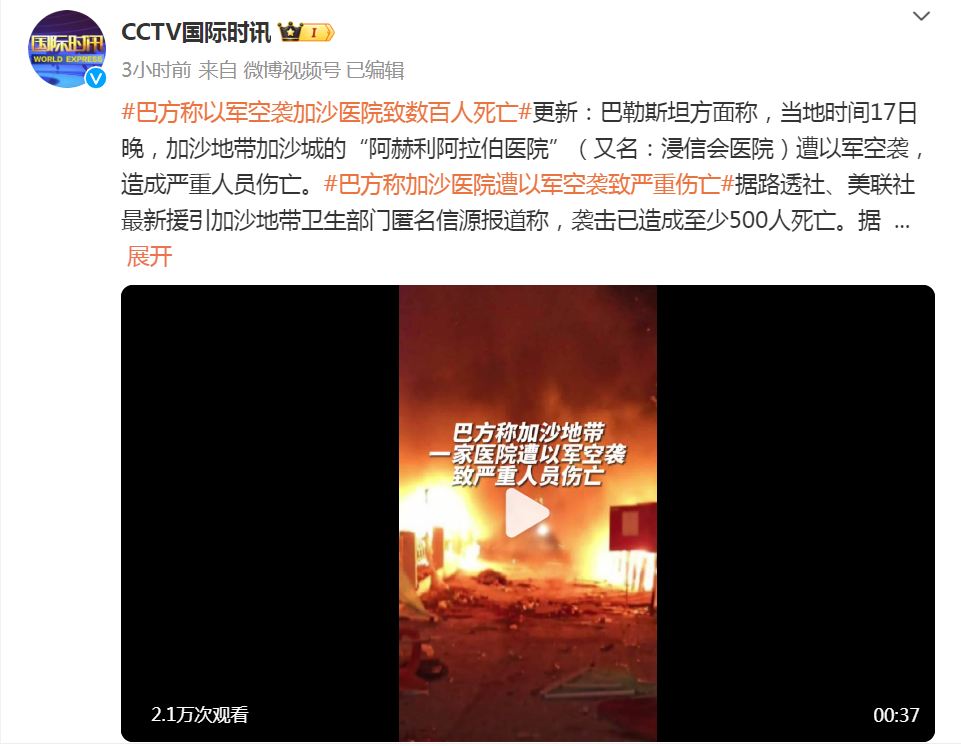 国际时讯
WORLD EXPRESS
CCTV国际时讯
I
3小时前 来自 微博视频号 已编辑
#巴方称以军空袭加沙医院致数百人死亡#更新：巴勒斯坦方面称，当地时间17日
晚，加沙地带加沙城的“阿赫利阿拉伯医院”（又名：浸信会医院）遭以军空袭，
造成严重人员伤亡。#巴方称加沙医院遭以军空袭致严重伤亡#据路透社、美联社
最新援引加沙地带卫生部门匿名信源报道称，袭击已造成至少500人死亡。据 ...
展开
巴方称加沙地带
一家医院遭以军空袭
致严重人员伤亡
2.1万次观看
00:37